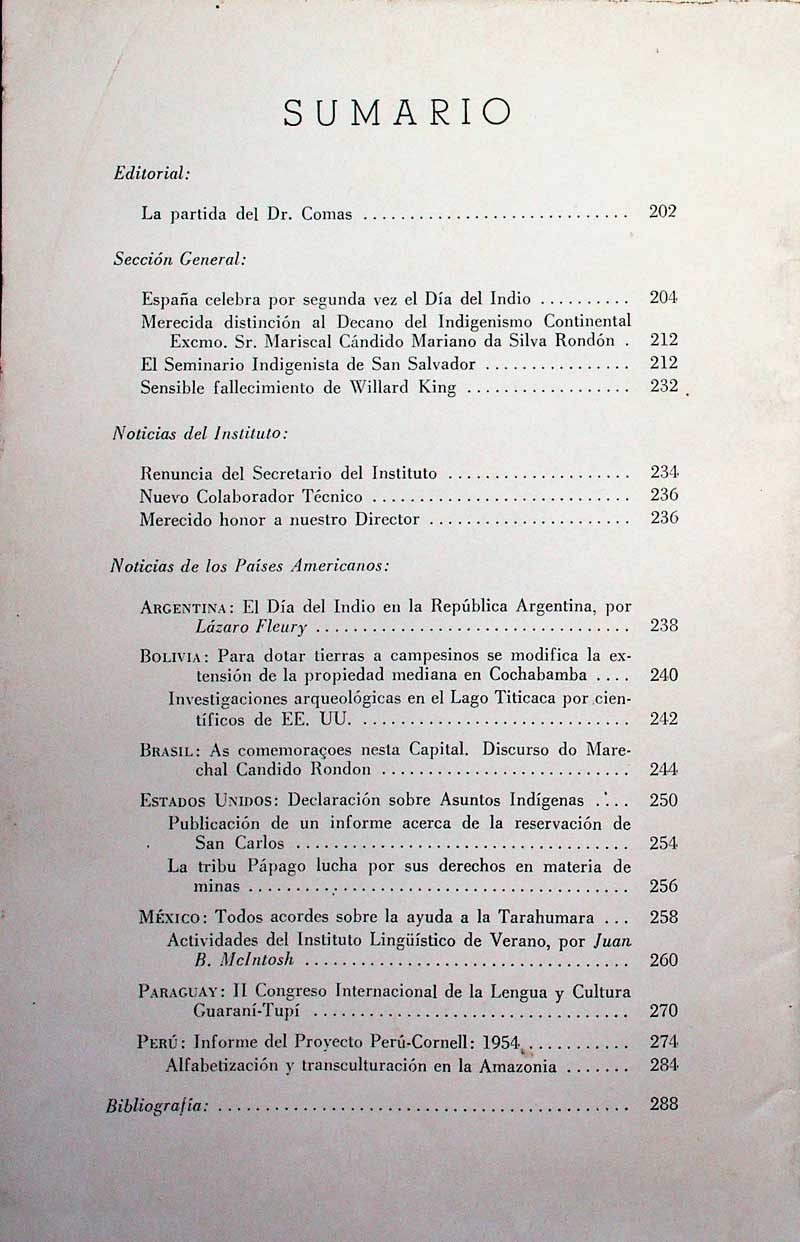 SUMARIO
Editorial:
La partida del Dr. Comas ............................. 202
Sección General:
España celebra por segunda vez el Día del Indio .......... 204
Merecida distinción al Decano del Indigenismo Continental
Excmo. Sr. Mariscal Cándido Mariano da Silva Rondón . 212
El Seminario Indigenista de San Salvador ................ 212
Sensible fallecimiento de Willard King .................. 232
Noticias del Instituto:
Renuncia del Secretario del Instituto .................... 234
Nuevo Colaborador Técnico ............................ 236
Merecido honor a nuestro Director ...................... 236
Noticias de los Países Americanos:
ARGENTINA: El Día del Indio en la República Argentina, por
Lázaro Fleury .................................. 238
BOLIVIA: Para dotar tierras a campesinos se modifica la ex-
tensión de la propiedad mediana en Cochabamba .... 240
Investigaciones arqueológicas en el Lago Titicaca por cien-
tíficos de EE. UU. ............................. 242
BRASIL: As comemoraçoes nesta Capital. Discurso do Mare-
chal Candido Rondon ........................... 244
ESTADOS UNIDOS: Declaración sobre Asuntos Indígenas .... 250
Publicación de un informe acerca de la reservación de
San Carlos .................................... 254
La tribu Pápago lucha por sus derechos en materia de
minas ......................................... 256
MÉXICO: Todos acordes sobre la ayuda a la Tarahumara ... 258
Actividades del Instituto Lingüístico de Verano, por Juan
B. McIntosh ................................... 260
PARAGUAY: II Congreso Internacional de la Lengua y Cultura
Guaraní-Tupí .................................. 270
PERÚ: Informe del Proyecto Perú-Cornell: 1954 ............ 274
Alfabetización y transculturación en la Amazonia ....... 284
Bibliografía: ............................................ 288